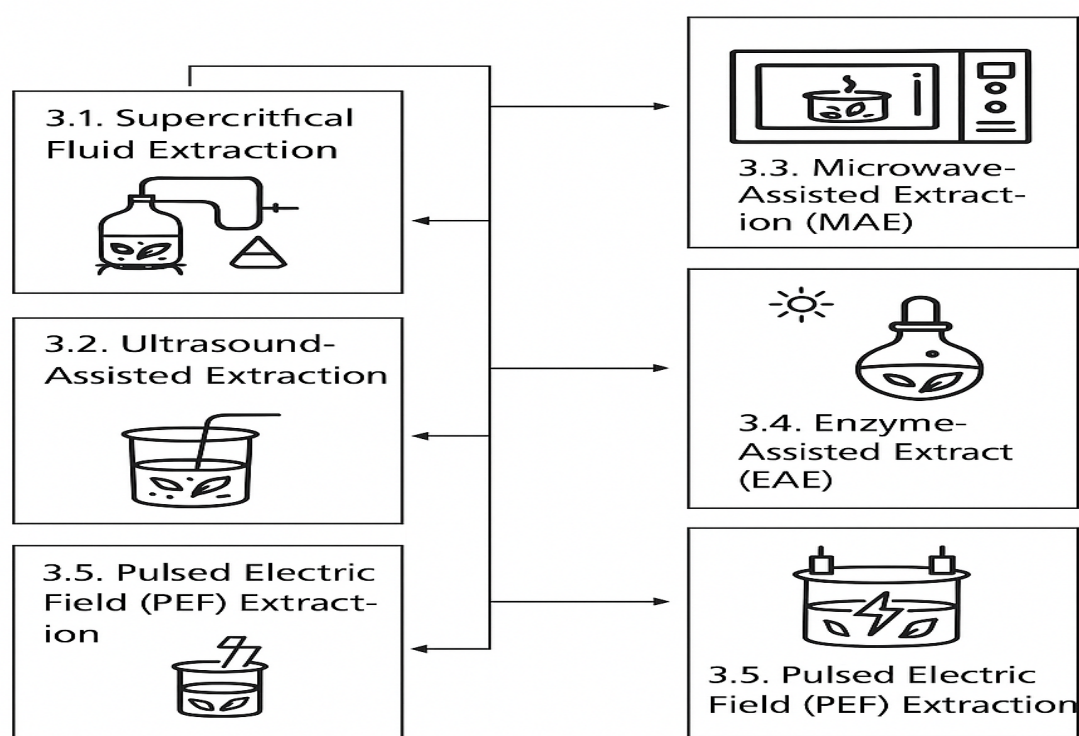 3.1. Supercritfical
Fluid Extraction
3.2. Ultrasound-
Assisted Extraction
3.5. Pulsed Electric
Field (PEF) Extract-
ion
3.3. Microwave-
Assisted Extract-
ion (MAE)
3.4. Enzyme-
Assisted Extract
(EAE)
3.5. Pulsed Electric
Field (PEF) Extraction